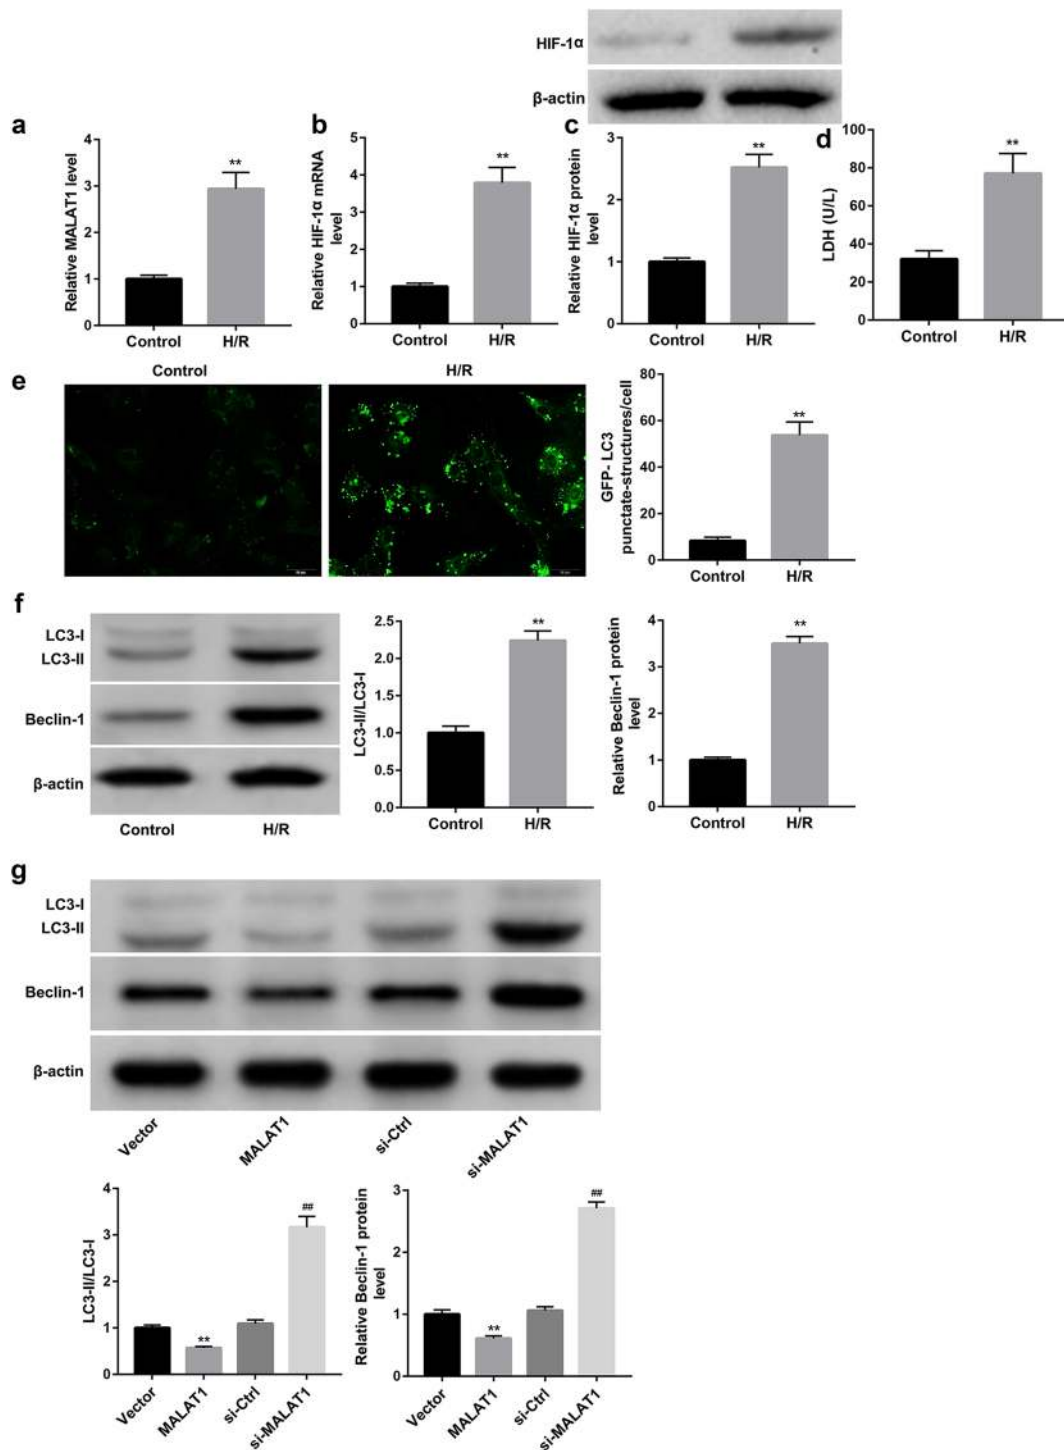 HIF-1α
β-actin
a
Relative MALAT1 level
4
3
2
1
0
**
Control
H/R
b
Relative HIF-1α mRNA
level
5
4
3
2
1
0
**
Control
H/R
c
Relative HIF-1α protein
level
3
2
1
0
**
Control
H/R
d
LDH (U/L)
100
80
60
40
20
0
**
Control
H/R
e
Control
H/R
GFP- LC3
punctate-structures/cell
80
60
40
20
0
**
Control
H/R
f
LC3-I
LC3-II
Beclin-1
β-actin
Control
H/R
LC3-II/LC3-I
2.5
2.0
1.5
1.0
0.5
0.0
**
Control
H/R
Relative Beclin-1 protein
level
4
3
2
1
0
**
Control
H/R
g
LC3-I
LC3-II
Beclin-1
β-actin
Vector
MALAT1
si-Ctrl
si-MALAT1
LC3-II/LC3-I
4
3
2
1
0
**
##
Vector
MALAT1
si-Ctrl
si-MALAT1
Relative Beclin-1 protein
level
3
2
1
0
**
##
Vector
MALAT1
si-Ctrl
si-MALAT1